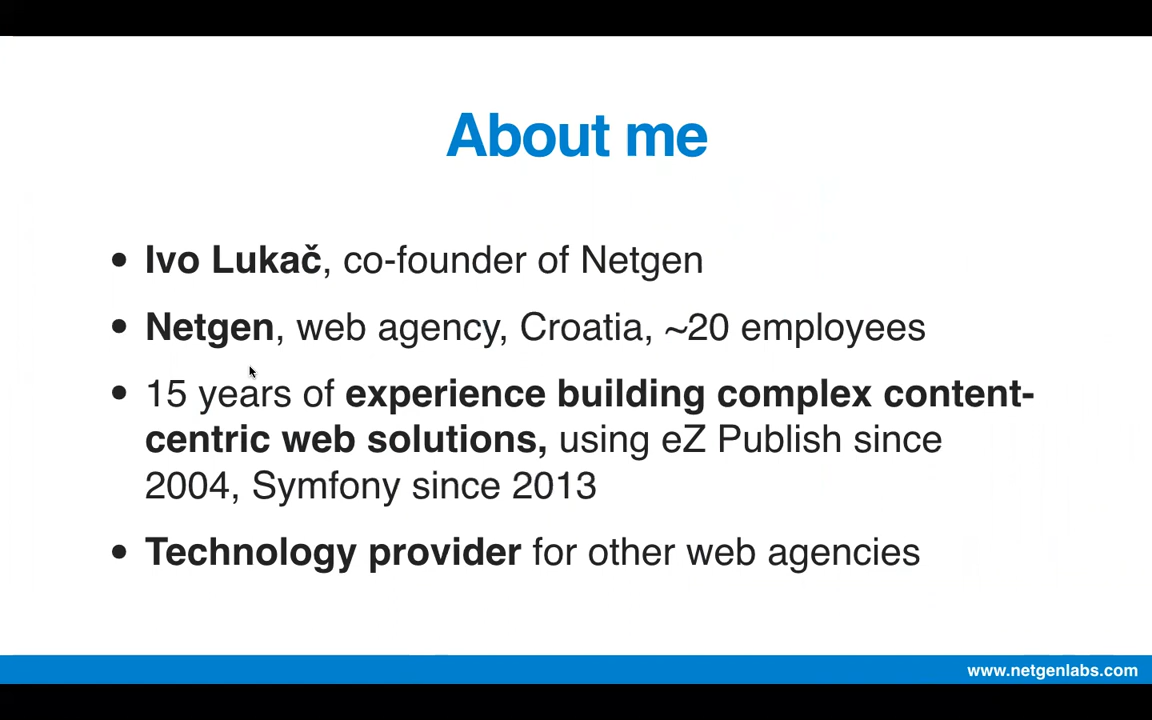 About me
• Ivo Lukač, co-founder of Netgen
• Netgen, web agency, Croatia, ~20 employees
• 15 years of experience building complex content-
centric web solutions, using eZ Publish since
2004, Symfony since 2013
• Technology provider for other web agencies
www.netgenlabs.com